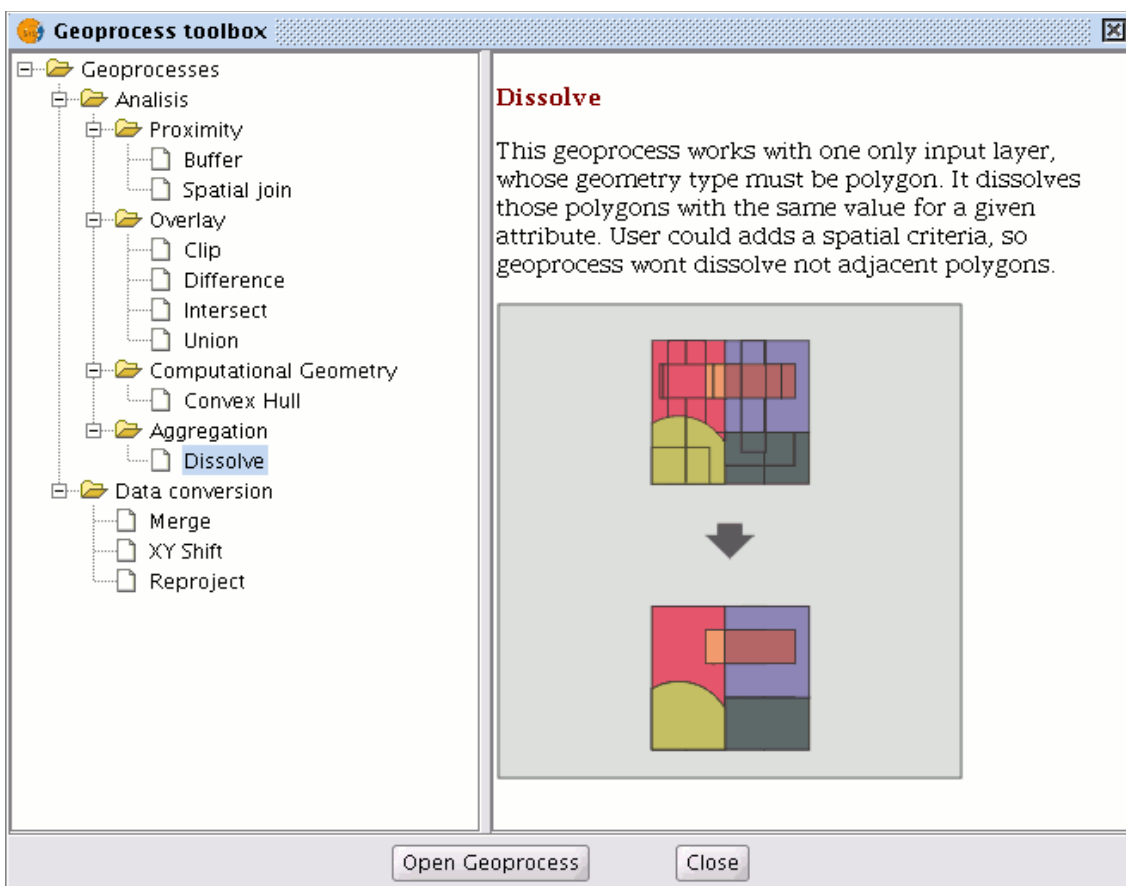 Geoprocess toolbox
Geoprocesses
Analisis
Proximity
Buffer
Spatial join
Overlay
Clip
Difference
Intersect
Union
Computational Geometry
Convex Hull
Aggregation
Dissolve
Data conversion
Merge
XY Shift
Reproject
Dissolve
This geoprocess works with one only input layer,
whose geometry type must be polygon. It dissolves
those polygons with the same value for a given
attribute. User could adds a spatial criteria, so
geoprocess wont dissolve not adjacent polygons.
Open Geoprocess
Close